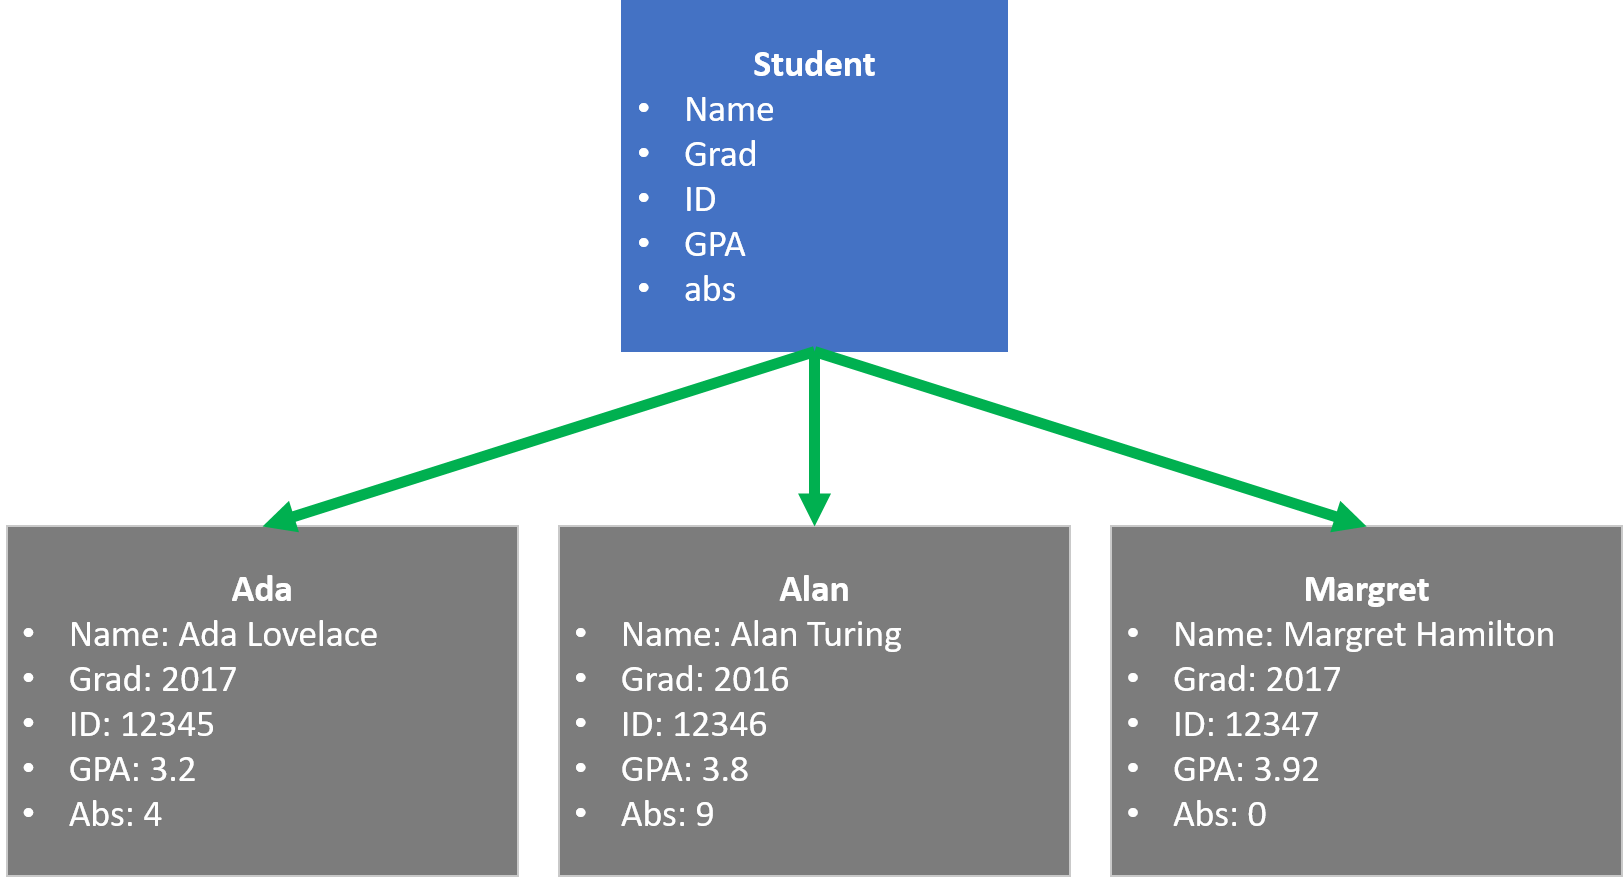 Student
• Name
• Grad
• ID
• GPA
• abs
Ada
• Name: Ada Lovelace
• Grad: 2017
• ID: 12345
• GPA: 3.2
• Abs: 4
Alan
• Name: Alan Turing
• Grad: 2016
• ID: 12346
• GPA: 3.8
• Abs: 9
Margret
• Name: Margret Hamilton
• Grad: 2017
• ID: 12347
• GPA: 3.92
• Abs: 0